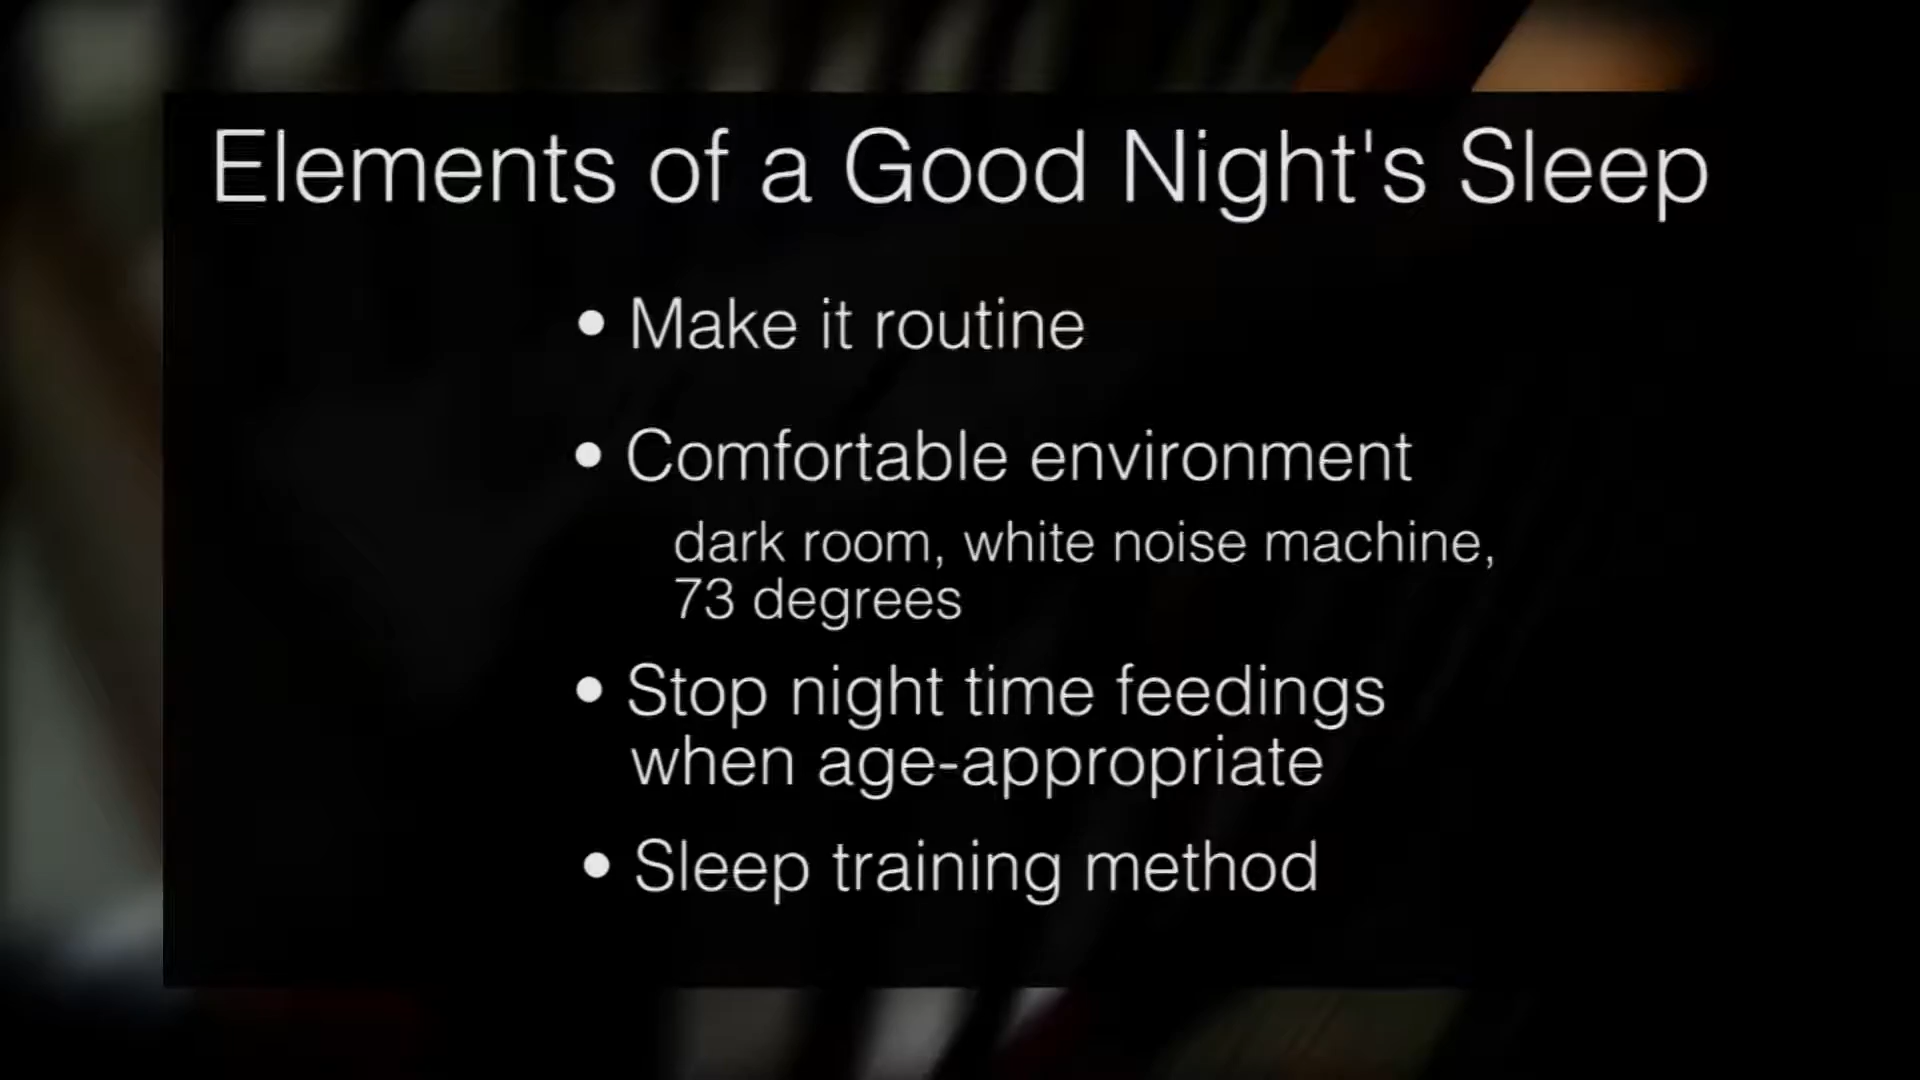 Elements of a Good Night's Sleep
• Make it routine
• Comfortable environment
dark room, white noise machine,
73 degrees
• Stop night time feedings
when age-appropriate
• Sleep training method